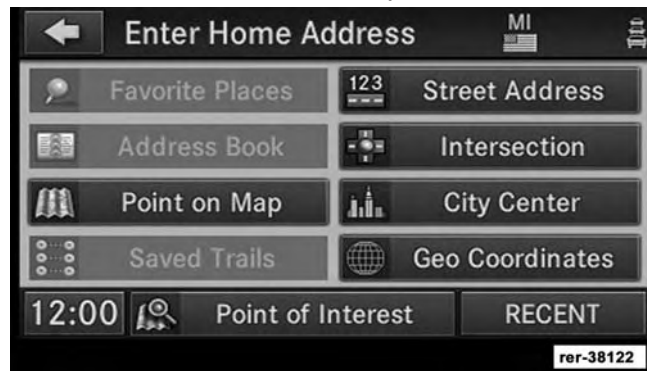 Enter Home Address MI
Favorite Places 123 Street Address
Address Book Intersection
Point on Map City Center
Saved Trails Geo Coordinates
12:00 Point of Interest RECENT
rer-38122